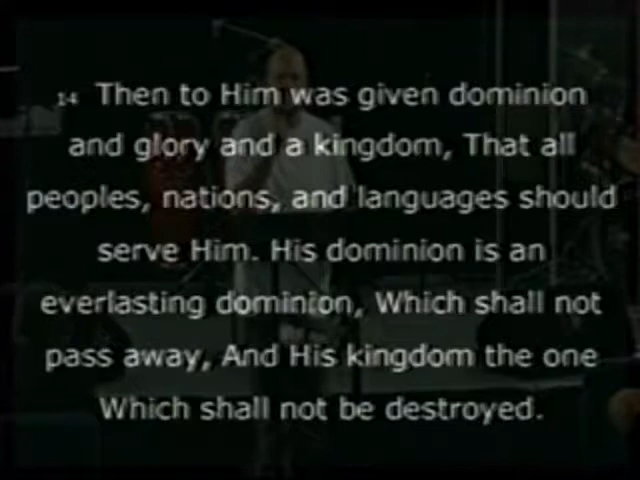 14 Then to Him was given dominion
and glory and a kingdom, That all
peoples, nations, and languages should
serve Him. His dominion is an
everlasting dominion, Which shall not
pass away, And His kingdom the one
Which shall not be destroyed.